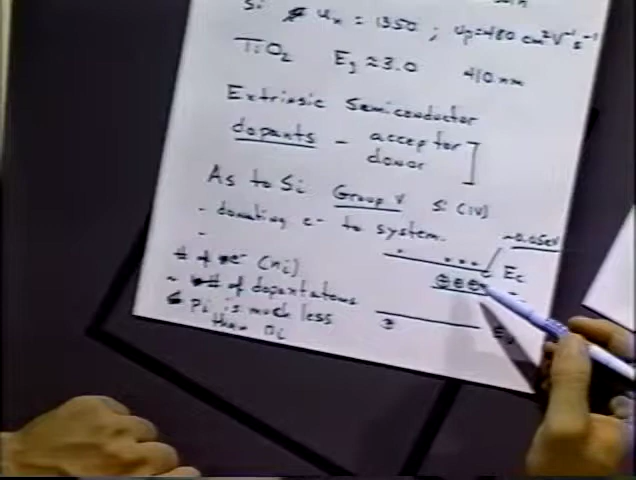 Si un = 1350 ; up=480 cm²V⁻¹s⁻¹
TiO2 Eg ≈ 3.0 410 nm
Extrinsic Semiconductor
dopants - acceptor
donor
As to Si Group V Si (IV)
- donating e- to system.
~0.05eV
# of e- (ni)
Ec
~ # of dopant atoms
⊕⊕⊕
Pi is much less
than ni